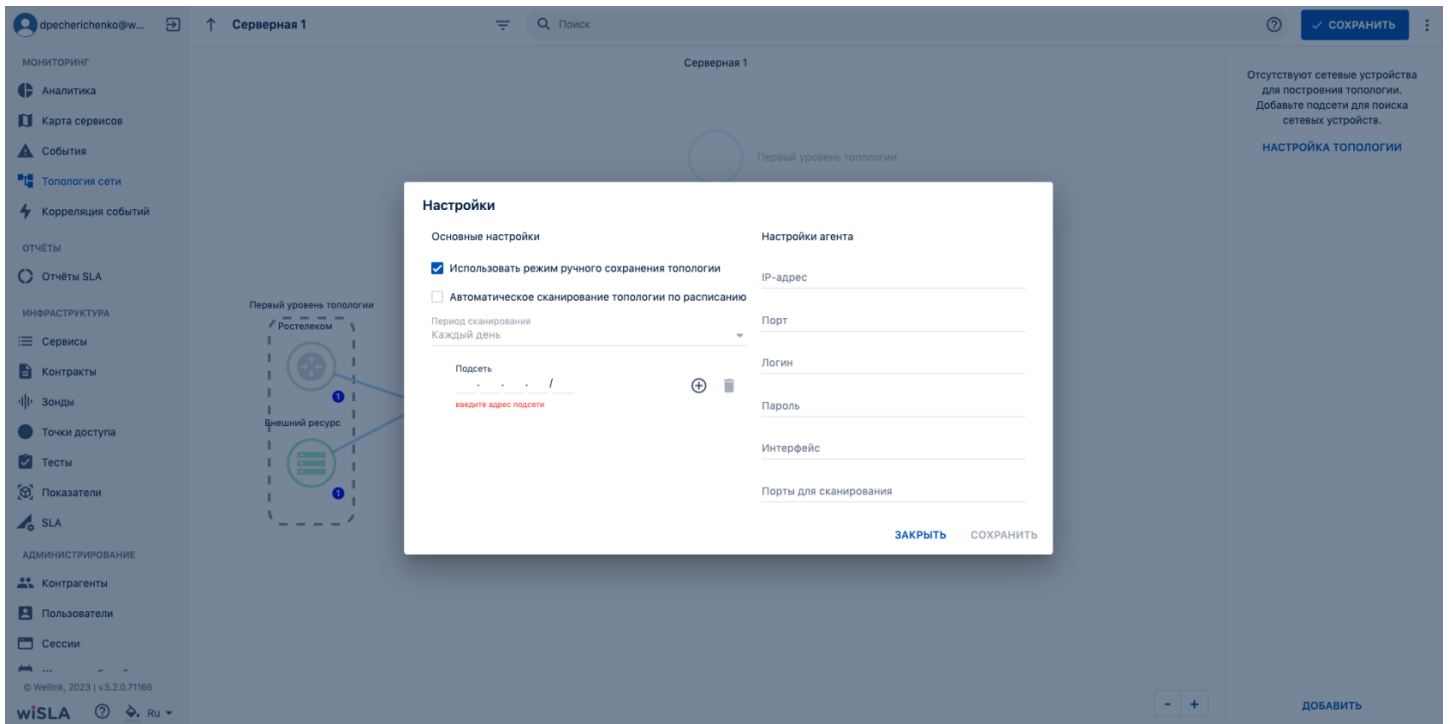 dpecherichenko@w...
Серверная 1
Поиск
СОХРАНИТЬ
МОНИТОРИНГ
Аналитика
Карта сервисов
События
Топология сети
Корреляция событий
ОТЧЁТЫ
Отчёты SLA
ИНФРАСТРУКТУРА
Сервисы
Контракты
Зонды
Точки доступа
Тесты
Показатели
SLA
АДМИНИСТРИРОВАНИЕ
Контрагенты
Пользователи
Сессии
© Wellink, 2023 | v.5.2.0.71166
wiSLA
Ru
Серверная 1
Первый уровень топологии
Первый уровень топологии
Ростелеком
1
Внешний ресурс
1
Настройки
Основные настройки
Использовать режим ручного сохранения топологии
Автоматическое сканирование топологии по расписанию
Период сканирования
Каждый день
Подсеть
. . . /
введите адрес подсети
Настройки агента
IP-адрес
Порт
Логин
Пароль
Интерфейс
Порты для сканирования
ЗАКРЫТЬ СОХРАНИТЬ
Отсутствуют сетевые устройства
для построения топологии.
Добавьте подсети для поиска
сетевых устройств.
НАСТРОЙКА ТОПОЛОГИИ
- +
ДОБАВИТЬ